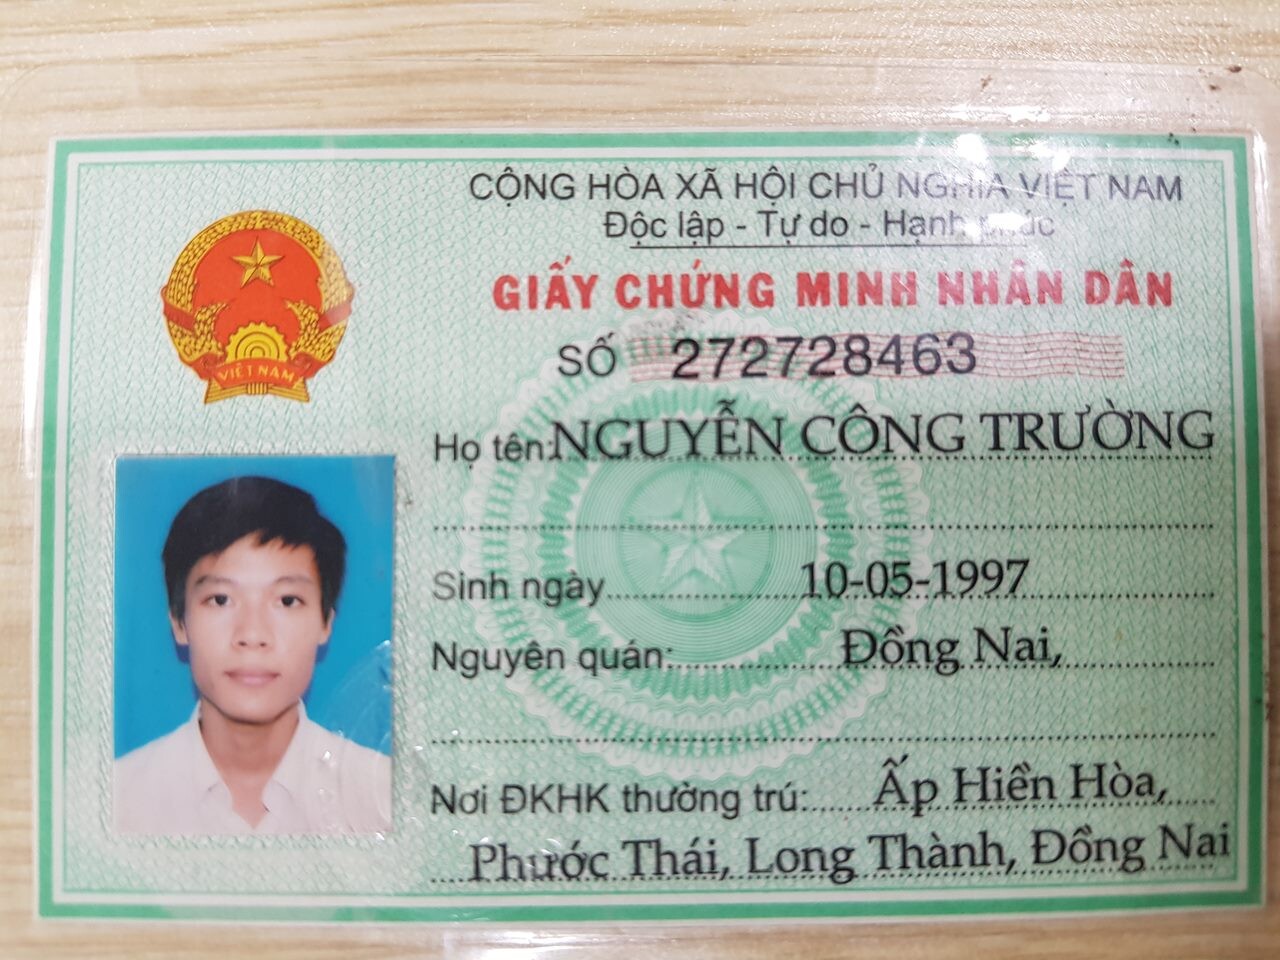 CỘNG HÒA XÃ HỘI CHỦ NGHĨA VIỆT NAM
Độc lập - Tự do - Hạnh phúc
GIẤY CHỨNG MINH NHÂN DÂN
SỐ 272728463
Họ tên: NGUYỄN CÔNG TRƯỜNG
Sinh ngày 10-05-1997
Nguyên quán: Đồng Nai,
Nơi ĐKHK thường trú: Ấp Hiền Hòa,
Phước Thái, Long Thành, Đồng Nai
VIỆT NAM